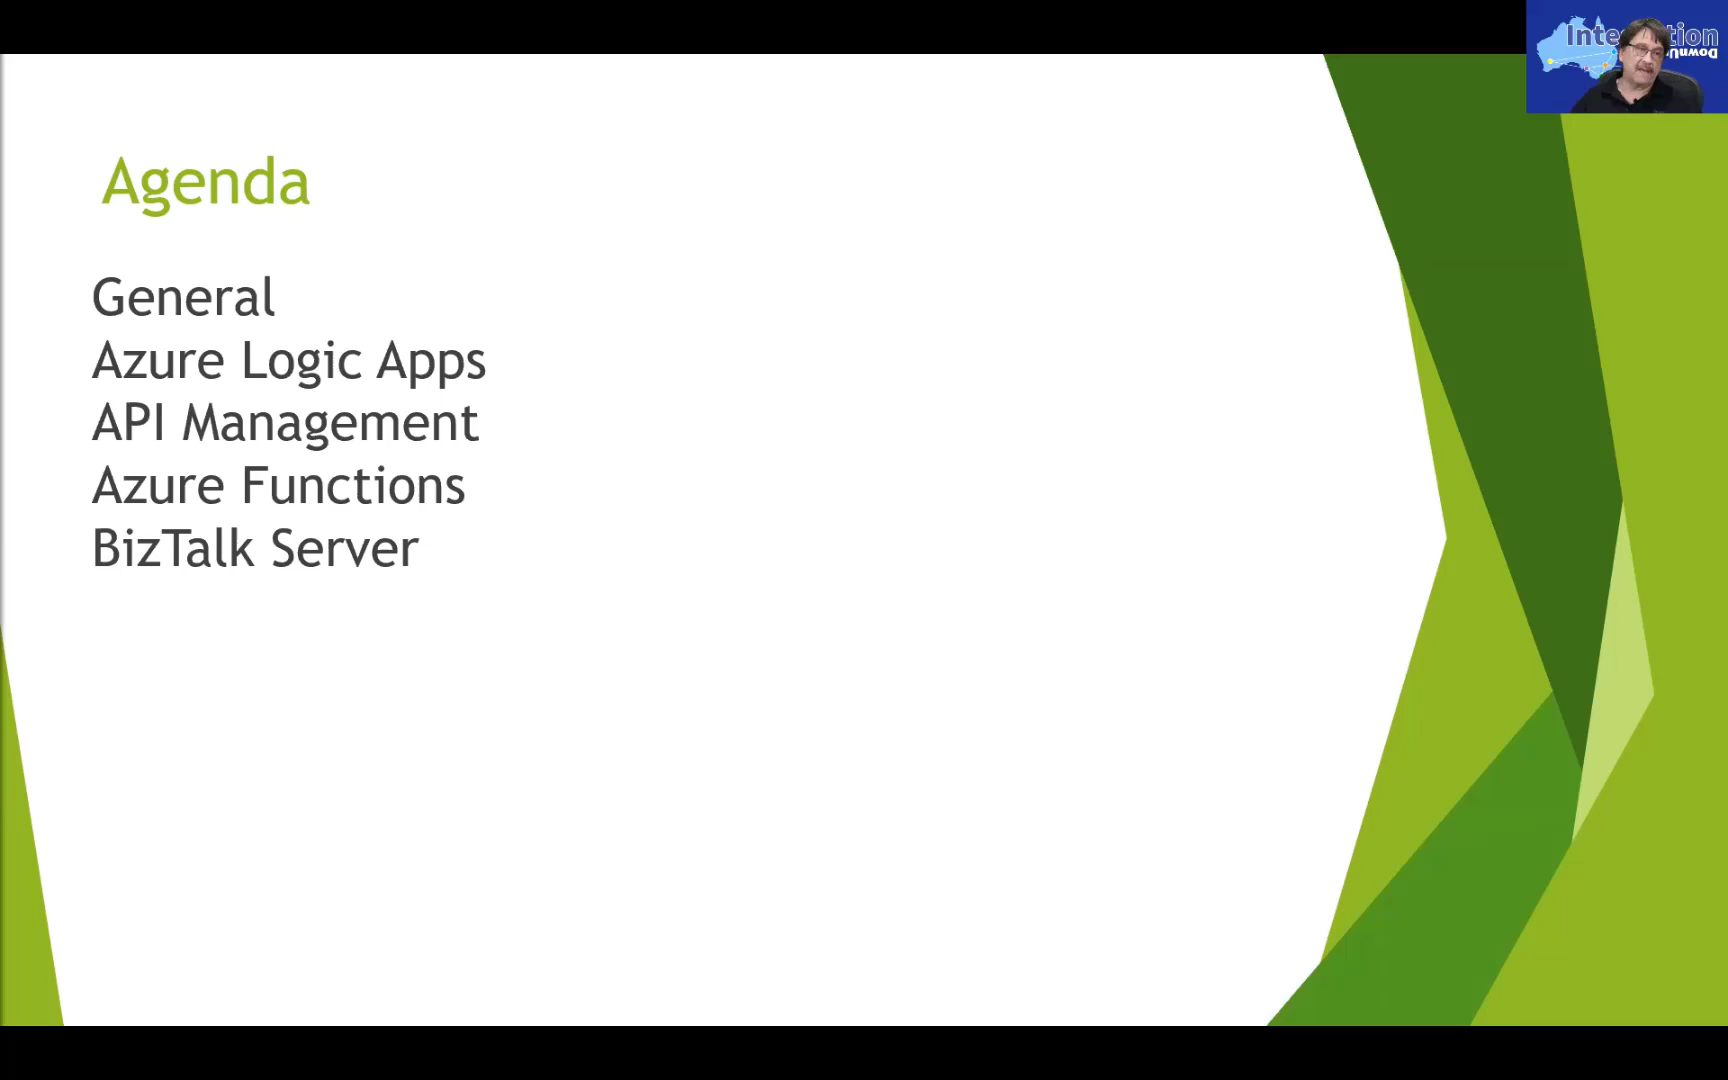 Agenda
General
Azure Logic Apps
API Management
Azure Functions
BizTalk Server